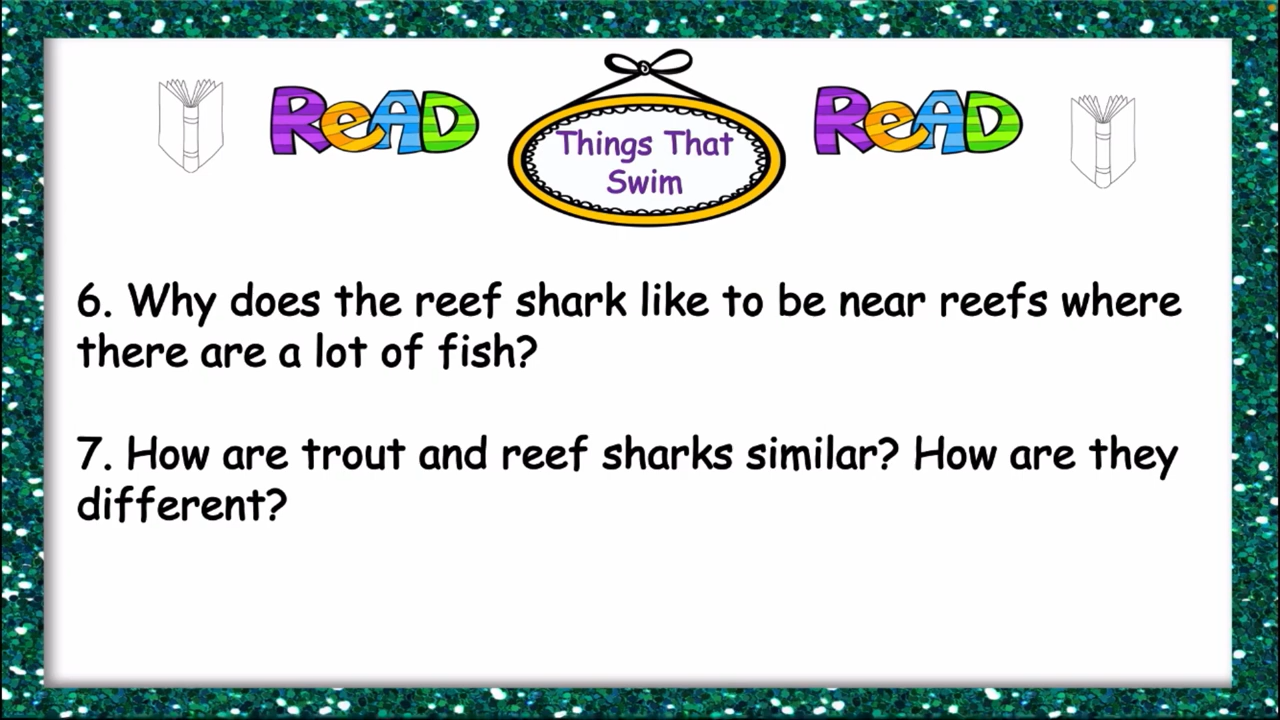 READ
Things That
Swim
READ
6. Why does the reef shark like to be near reefs where
there are a lot of fish?
7. How are trout and reef sharks similar? How are they
different?